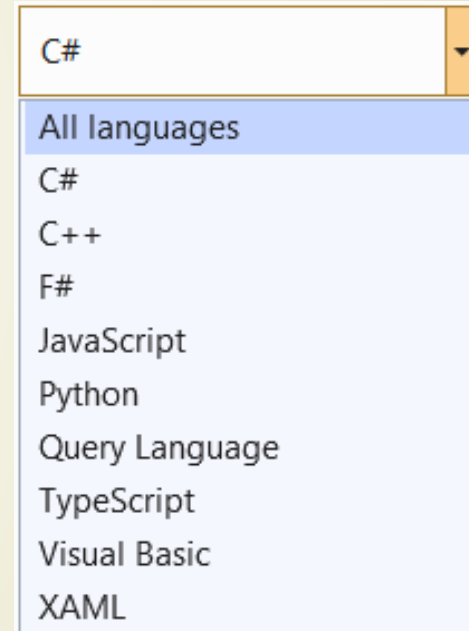 C#
All languages
C#
C++
F#
JavaScript
Python
Query Language
TypeScript
Visual Basic
XAML